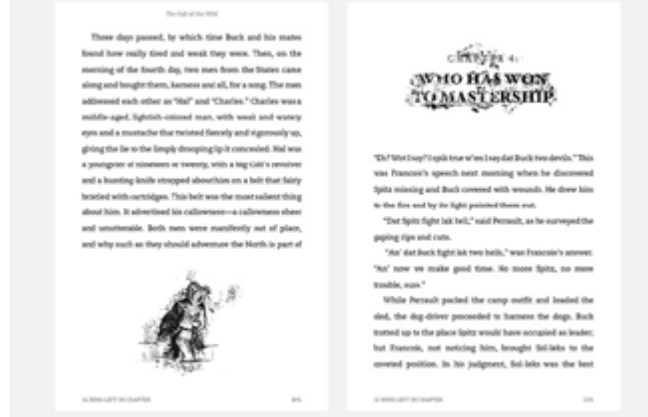 The Call of the Wild
Three days passed, by which time Buck and his mates
found how really tired and weak they were. Then, on the
morning of the fourth day, two men from the States came
along and bought them, harness and all, for a song. The men
addressed each other as "Hal" and "Charles." Charles was a
middle-aged, lightish-colored man, with weak and watery
eyes and a mustache that twisted fiercely and vigorously up,
giving the lie to the limply drooping lip it concealed. Hal was
a youngster of nineteen or twenty, with a big Colt's revolver
and a hunting-knife strapped about him on a belt that fairly
bristled with cartridges. This belt was the most salient thing
about him. It advertised his callowness—a callowness sheer
and unutterable. Both men were manifestly out of place,
and why such as they should adventure the North is part of
MINS LEFT IN CHAPTER
CHAPTER 4:
WHO HAS WON
TO MASTERSHIP
"Eh? Wot I say? I spik true w'en I say dat Buck two devils." This
was Francois's speech next morning when he discovered
Spitz missing and Buck covered with wounds. He drew him
to the fire and by its light pointed them out.
"Dat Spitz fight lak hell," said Perrault, as he surveyed the
gaping rips and cuts.
"An' dat Buck fight lak two hells," was Francois's answer.
"An' now we make good time. No more Spitz, no more
trouble, sure."
While Perrault packed the camp outfit and loaded the
sled, the dog-driver proceeded to harness the dogs. Buck
trotted up to the place Spitz would have occupied as leader;
but Francois, not noticing him, brought Sol-leks to the
coveted position. In his judgment, Sol-leks was the best
MINS LEFT IN CHAPTER